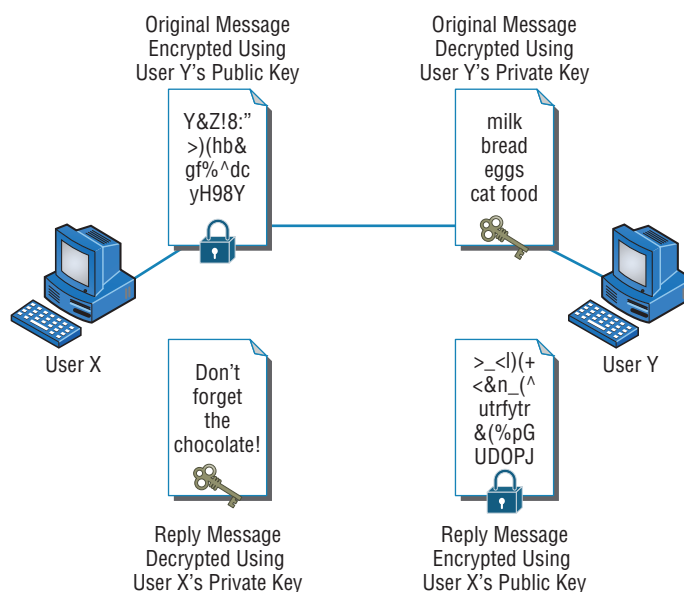 Original Message
Encrypted Using
User Y's Public Key
Original Message
Decrypted Using
User Y's Private Key
Y&Z!8:”
>)(hb&
gf%^dc
yH98Y
milk
bread
eggs
cat food
User X
User Y
Don't
forget
the
chocolate!
>_<l)(+
<&n_(^
utrfytr
&(%pG
UDOPJ
Reply Message
Decrypted Using
User X's Private Key
Reply Message
Encrypted Using
User X's Public Key